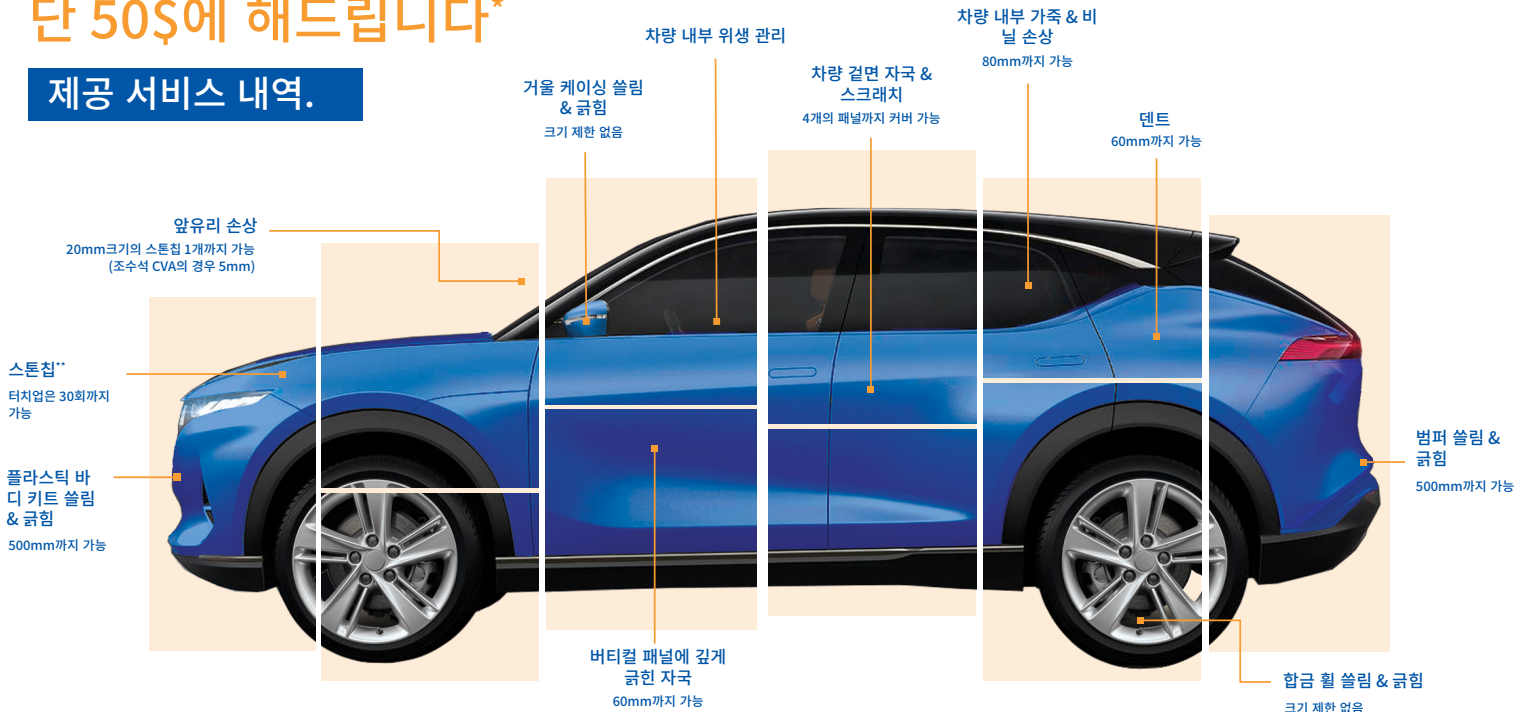 단 50$에 해드립니다*
제공 서비스 내역.
차량 내부 위생 관리
차량 내부 가죽 & 비
닐 손상
80mm까지 가능
거울 케이싱 쓸림
& 긁힘
크기 제한 없음
차량 겉면 자국 &
스크래치
4개의 패널까지 커버 가능
덴트
60mm까지 가능
앞유리 손상
20mm크기의 스톤칩 1개까지 가능
(조수석 CVA의 경우 5mm)
스톤칩**
터치업은 30회까지
가능
플라스틱 바
디 키트 쓸림
& 긁힘
500mm까지 가능
범퍼 쓸림 &
긁힘
500mm까지 가능
버티컬 패널에 깊게
긁힌 자국
60mm까지 가능
합금 휠 쓸림 & 긁힘
크기 제한 없음